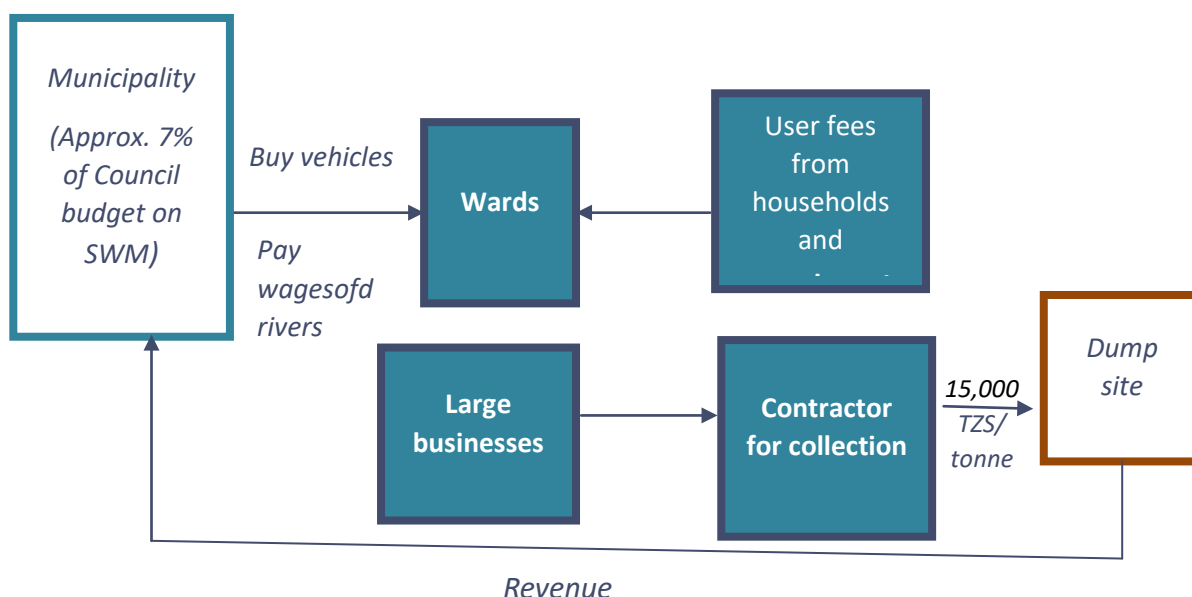 Municipality
(Approx. 7%
of Council
budget on
SWM)
Buy vehicles
Pay
wagesofd
rivers
Wards
User fees
from
households
and
Large
businesses
Contractor
for collection
15,000
TZS/
tonne
Dump
site
Revenue